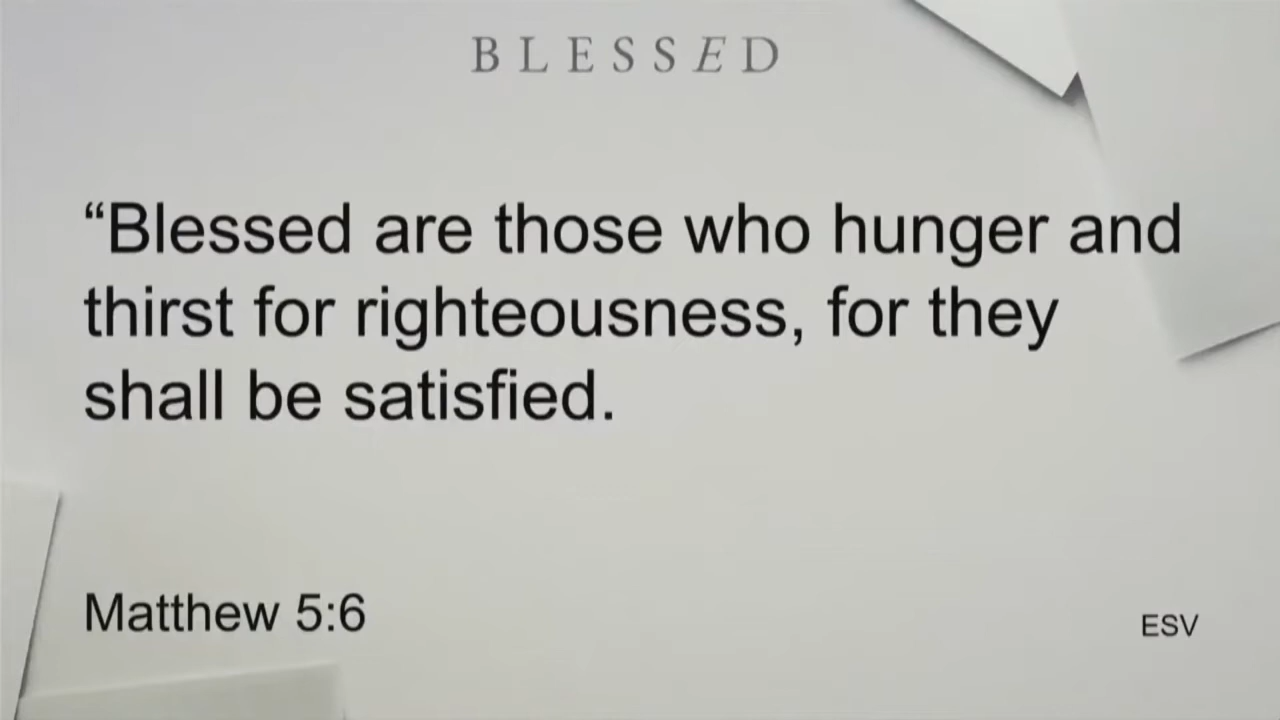 BLESSED
“Blessed are those who hunger and
thirst for righteousness, for they
shall be satisfied.
Matthew 5:6
ESV